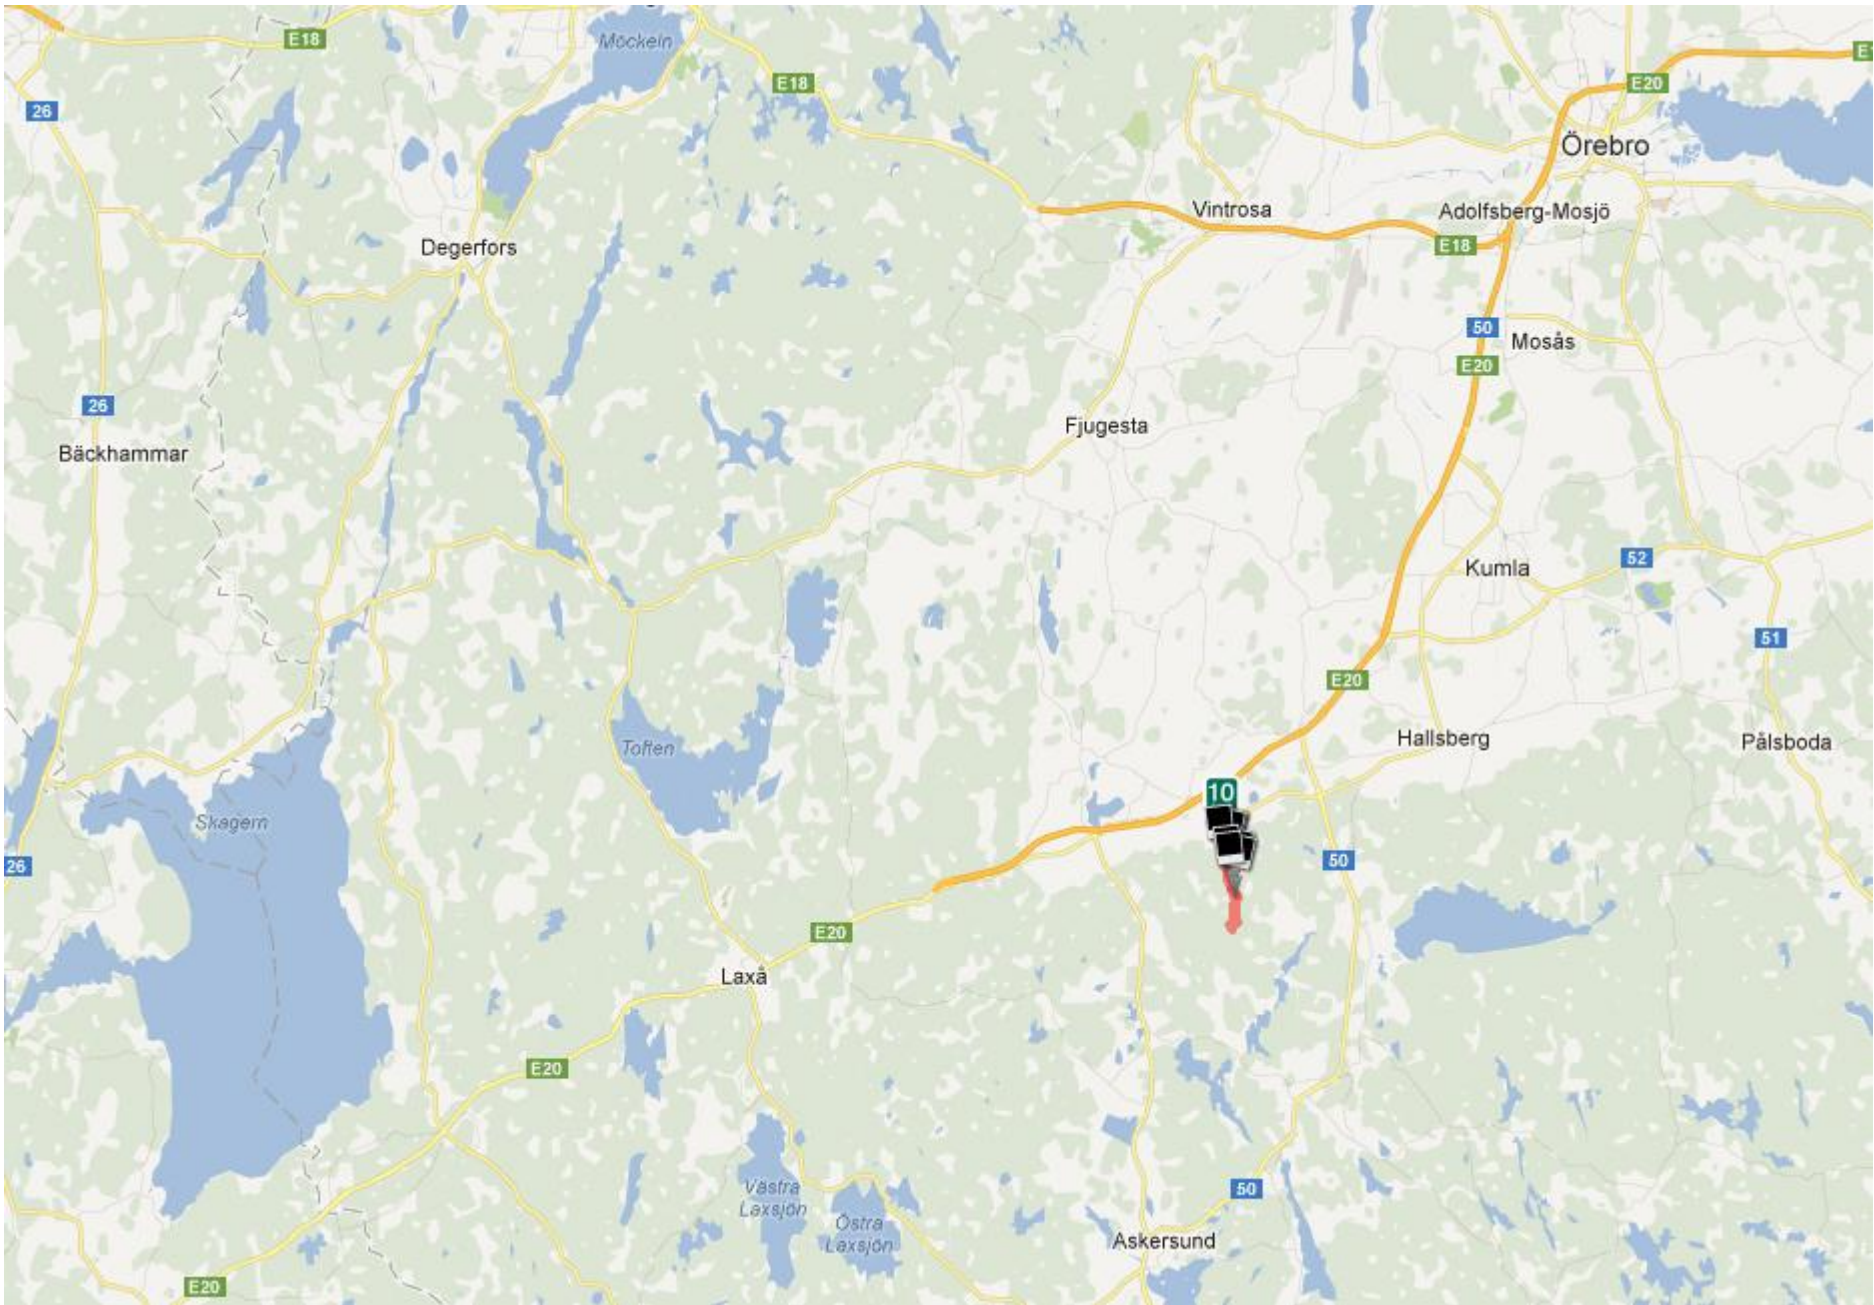 Möckeln
E18
E18
E20
26
Örebro
Vintrosa
Adolfsberg-Mosjö
E18
Degerfors
50
Mosås
E20
26
Fjugesta
Bäckhammar
52
Kumla
51
E20
Hallsberg
Pålsboda
Toften
10
Skagern
50
26
E20
Laxå
E20
50
Västra
Laxsjön
Östra
Laxsjön
Askersund
E20